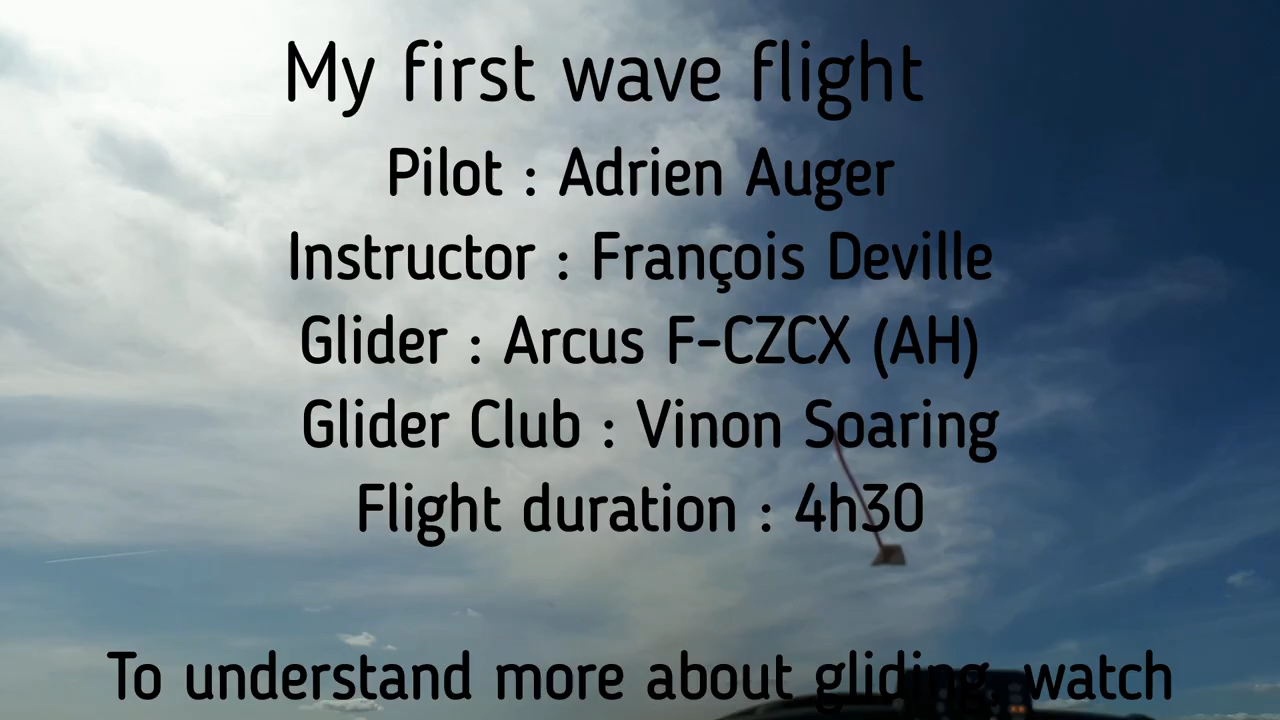 My first wave flight
Pilot : Adrien Auger
Instructor : François Deville
Glider : Arcus F-CZCX (AH)
Glider Club : Vinon Soaring
Flight duration : 4h30
To understand more about gliding, watch